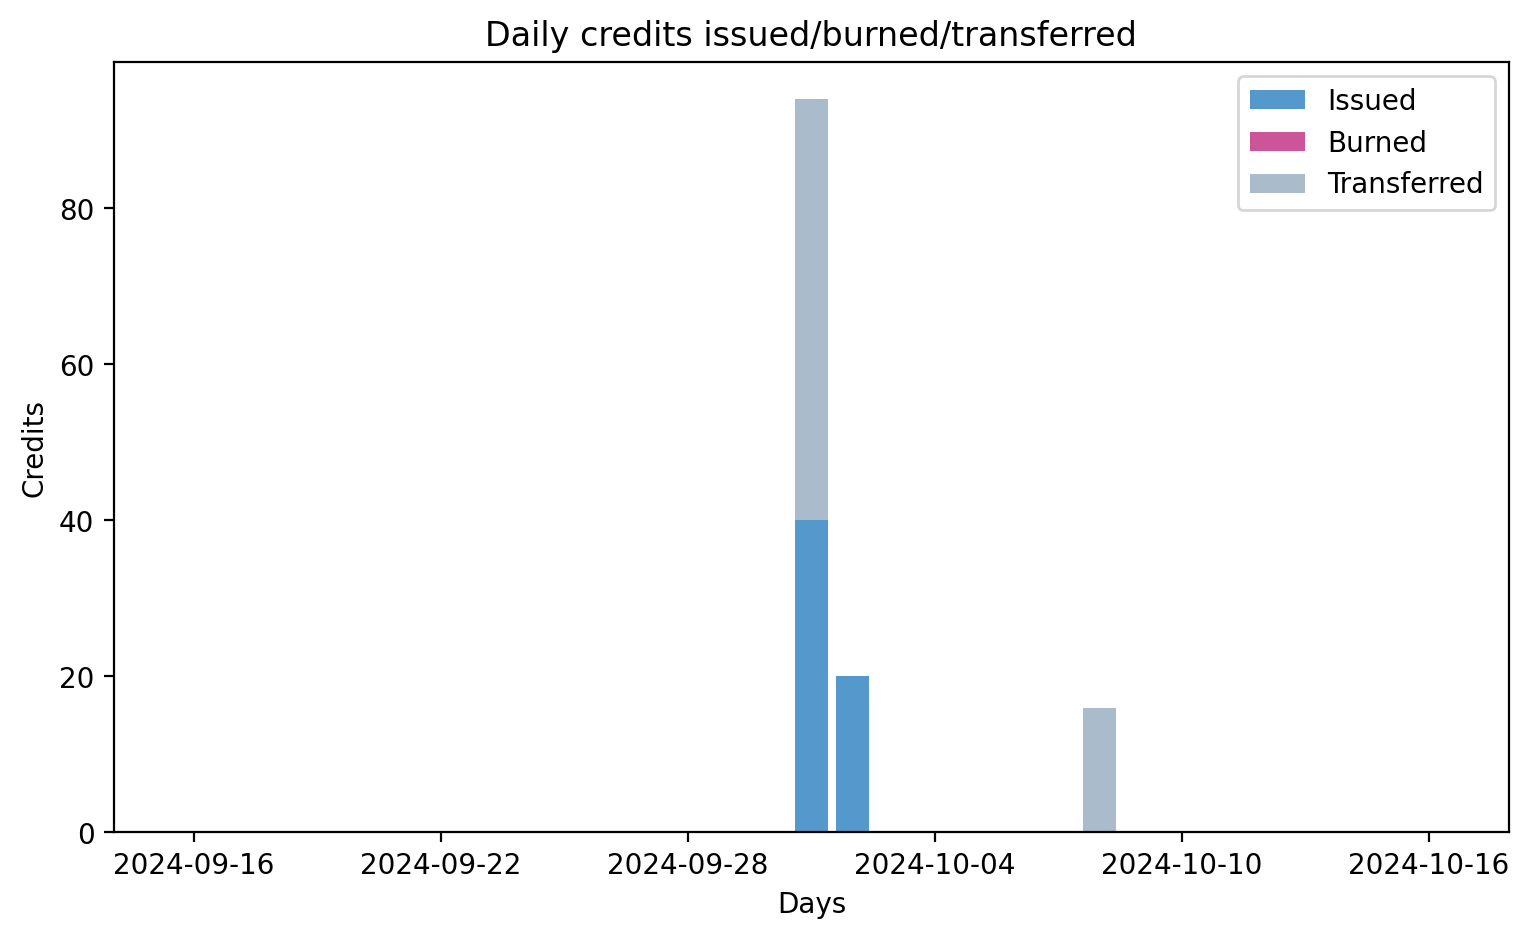 Daily credits issued/burned/transferred
Issued
Burned
Transferred
80
60
40
20
0
Credits
2024-09-16
2024-09-22
2024-09-28
2024-10-04
2024-10-10
2024-10-16
Days